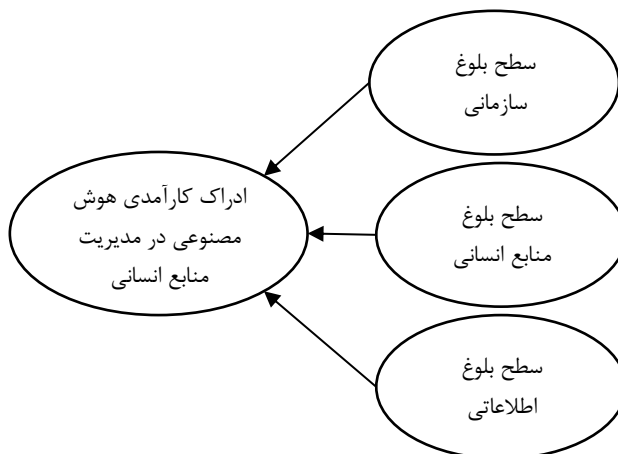 سطح بلوغ
سازمانی
سطح بلوغ
منابع انسانی
سطح بلوغ
اطلاعاتی
ادراک کارآمدی هوش
مصنوعی در مدیریت
منابع انسانی